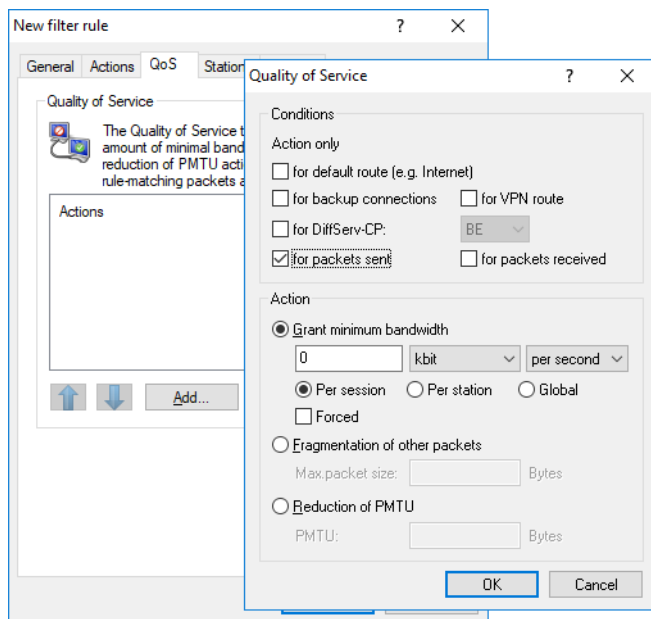 New filter rule ?
General Actions QoS Station
Quality of Service
The Quality of Service t
amount of minimal band
reduction of PMTU acti
rule-matching packets a
Actions
Add...
Quality of Service ?
Conditions
Action only
for default route (e.g. Internet)
for backup connections for VPN route
for DiffServ-CP: BE
for packets sent for packets received
Action
Grant minimum bandwidth
0 kbit per second
Per session Per station Global
Forced
Fragmentation of other packets
Max.packet size: Bytes
Reduction of PMTU
PMTU: Bytes
OK Cancel